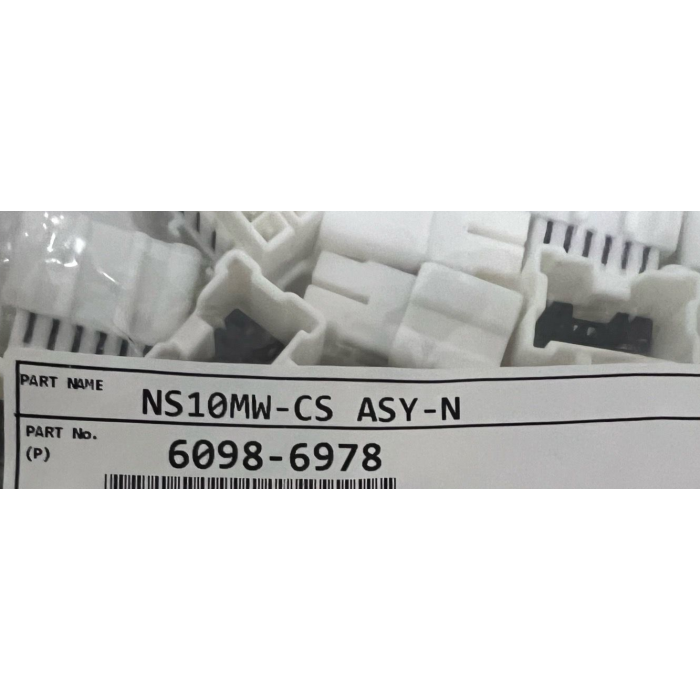 PART NAME
NS10MW-CS ASY-N
PART No.
(P)
6098-6978